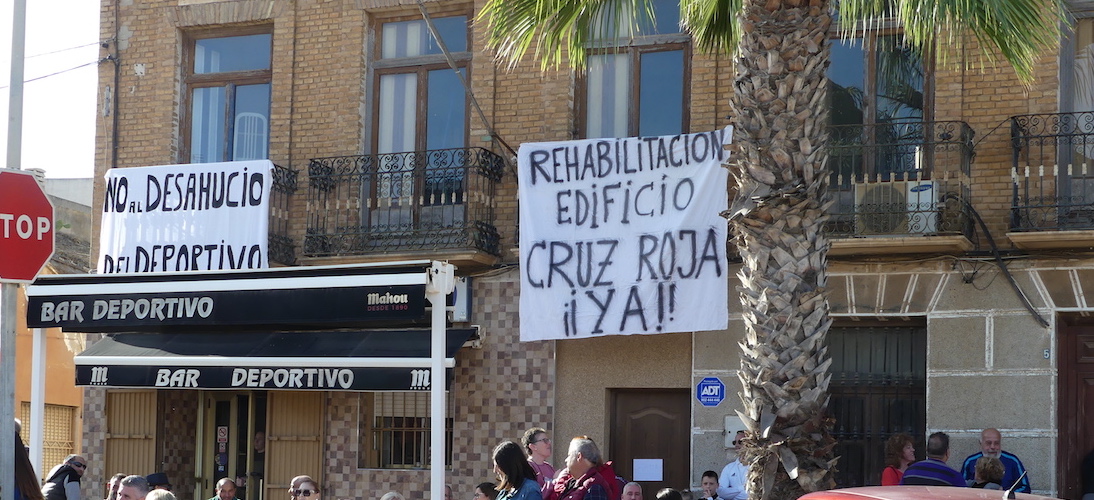 NO AL DESAHUCIO
DEL DEPORTIVO
REHABILITACION
EDIFICIO
CRUZ ROJA
¡¡YA!!
STOP
BAR DEPORTIVO
Mahou
DESDE 1890
M BAR DEPORTIVO M
ADT
5